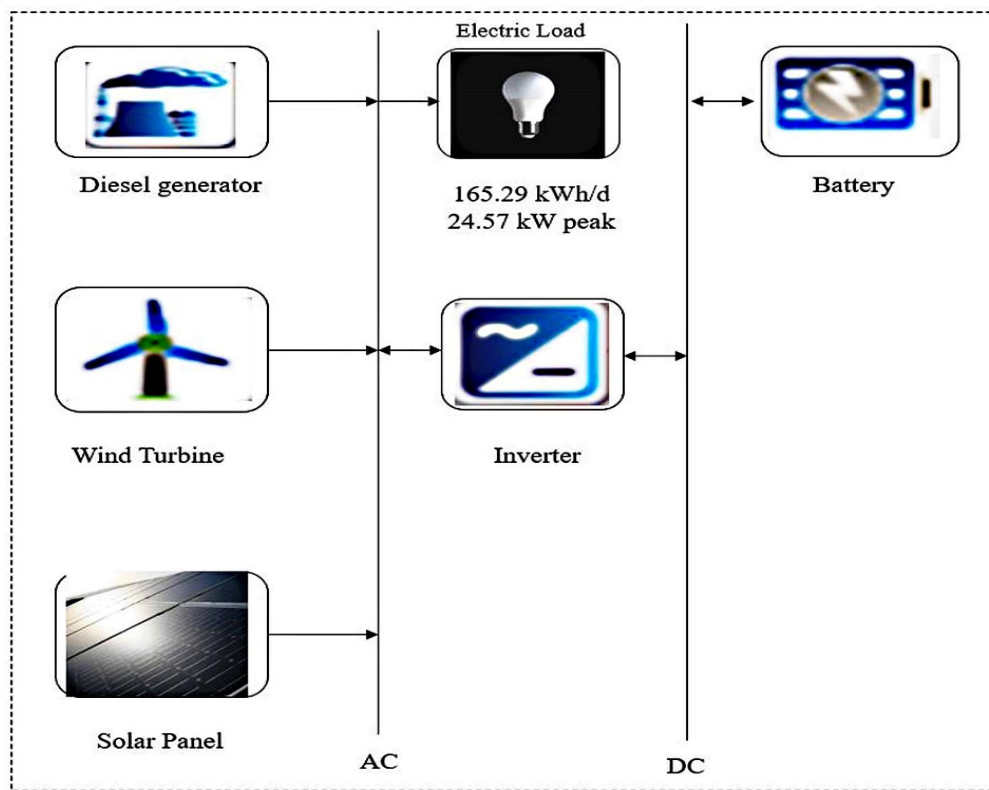 Electric Load
Diesel generator
165.29 kWh/d
24.57 kW peak
Battery
Wind Turbine
Inverter
Solar Panel
AC
DC